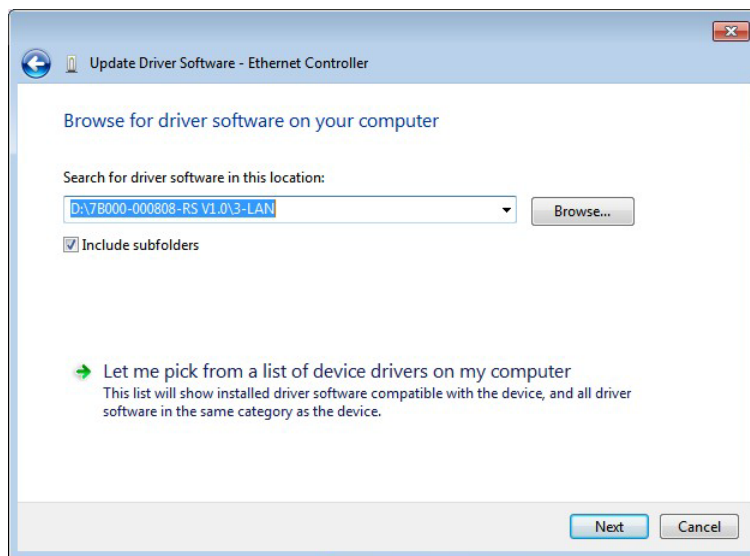 Update Driver Software - Ethernet Controller
Browse for driver software on your computer
Search for driver software in this location:
D:\7B000-000808-RS V1.0\3-LAN
Browse...
Include subfolders
Let me pick from a list of device drivers on my computer
This list will show installed driver software compatible with the device, and all driver
software in the same category as the device.
Next
Cancel